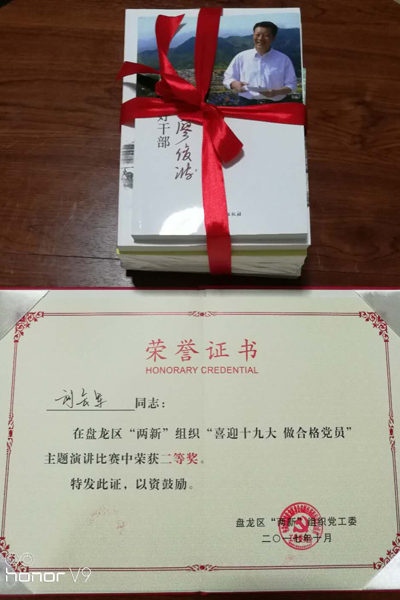 好干部
廖俊波
荣誉证书
HONORARY CREDENTIAL
同志：
在盘龙区“两新”组织“喜迎十九大 做合格党员”
主题演讲比赛中荣获二等奖。
特发此证，以资鼓励。
盘龙区“两新”组织党工委
二〇一七年十月
honor V9